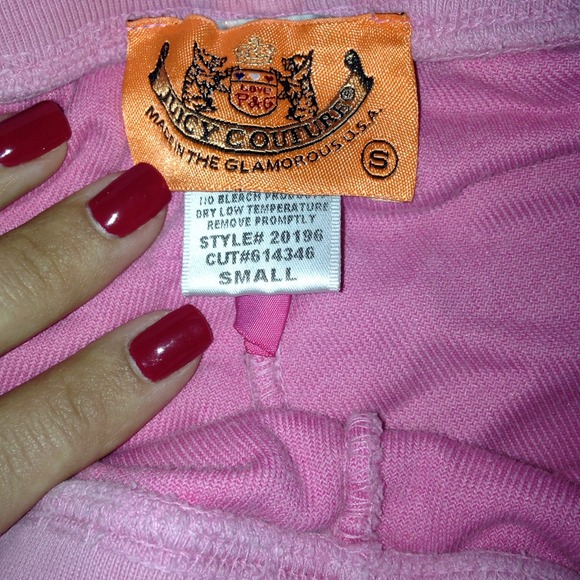 LOVE
P&G
JUICY COUTURE®
MADE IN THE GLAMOROUS U.S.A.
S
NO BLEACH PRODUCTS
DRY LOW TEMPERATURE
REMOVE PROMPTLY
STYLE# 20196
CUT#614346
SMALL